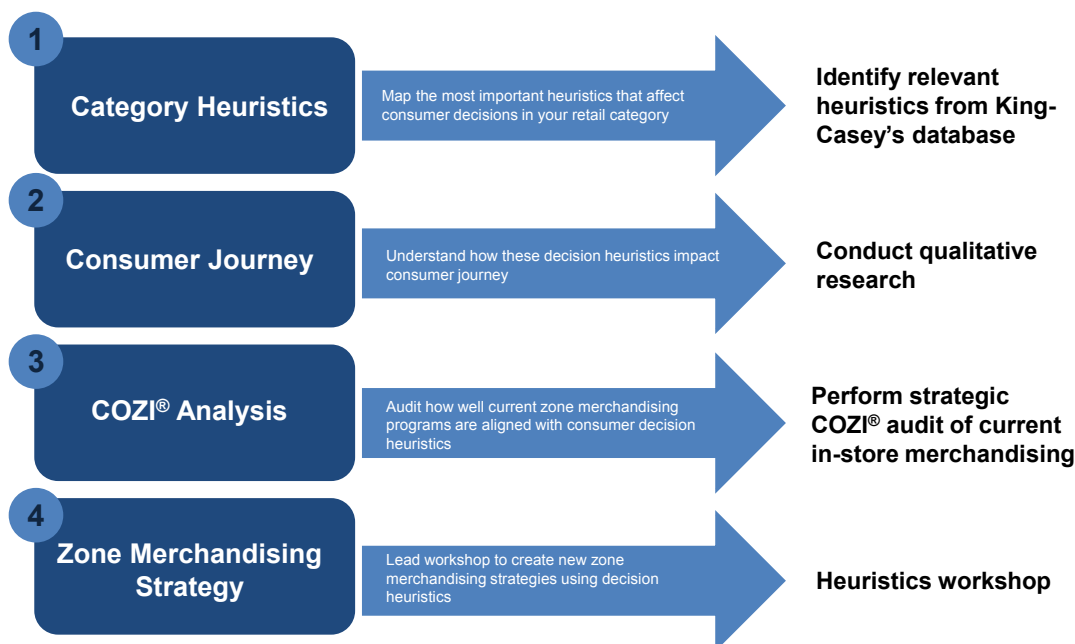 1
Category Heuristics
Map the most important heuristics that affect
consumer decisions in your retail category
Identify relevant
heuristics from King-
Casey’s database
2
Consumer Journey
Understand how these decision heuristics impact
consumer journey
Conduct qualitative
research
3
COZI® Analysis
Audit how well current zone merchandising
programs are aligned with consumer decision
heuristics
Perform strategic
COZI® audit of current
in-store merchandising
4
Zone Merchandising
Strategy
Lead workshop to create new zone
merchandising strategies using decision
heuristics
Heuristics workshop